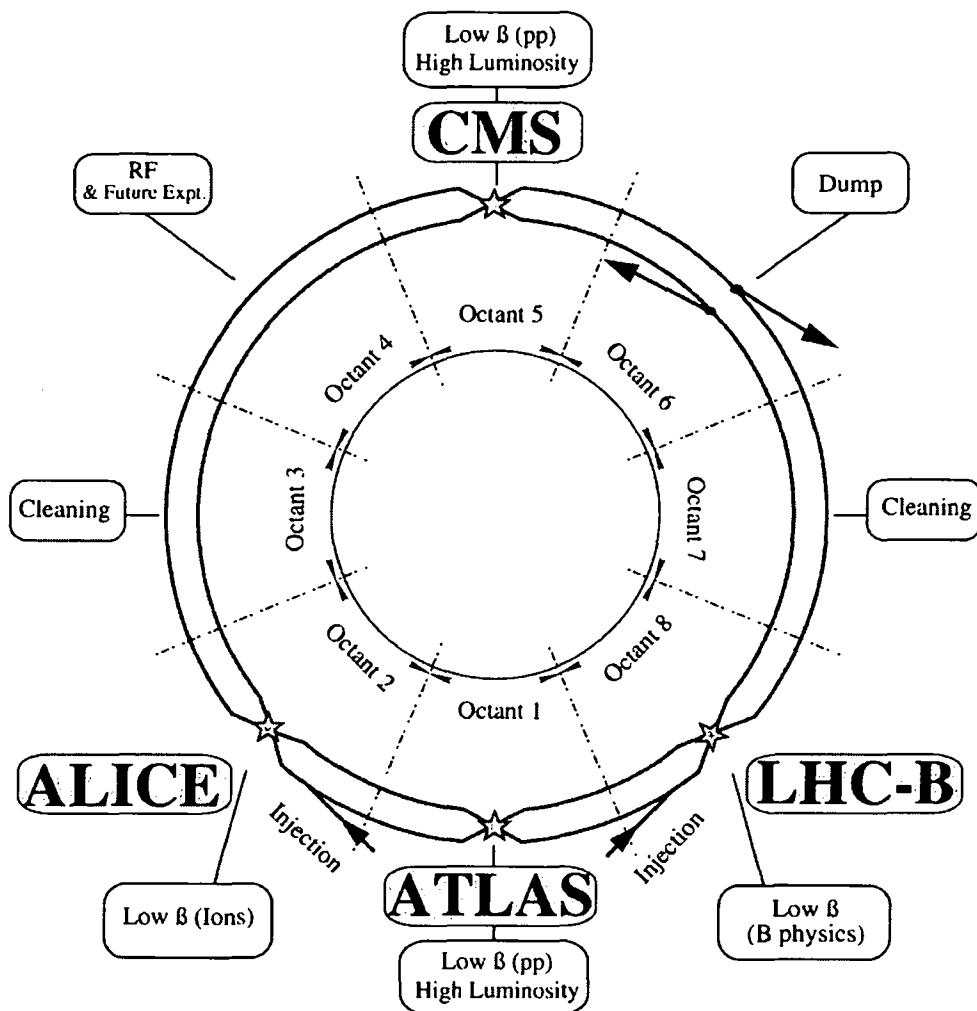 Low ß (pp)
High Luminosity
CMS
RF
& Future Expt.
Dump
Octant 5
Octant 4
Octant 6
Cleaning
Octant 3
Octant 7
Cleaning
Octant 2
Octant 8
Octant 1
ALICE
LHC-B
Injection
Injection
ATLAS
Low ß (Ions)
Low ß
(B physics)
Low ß (pp)
High Luminosity